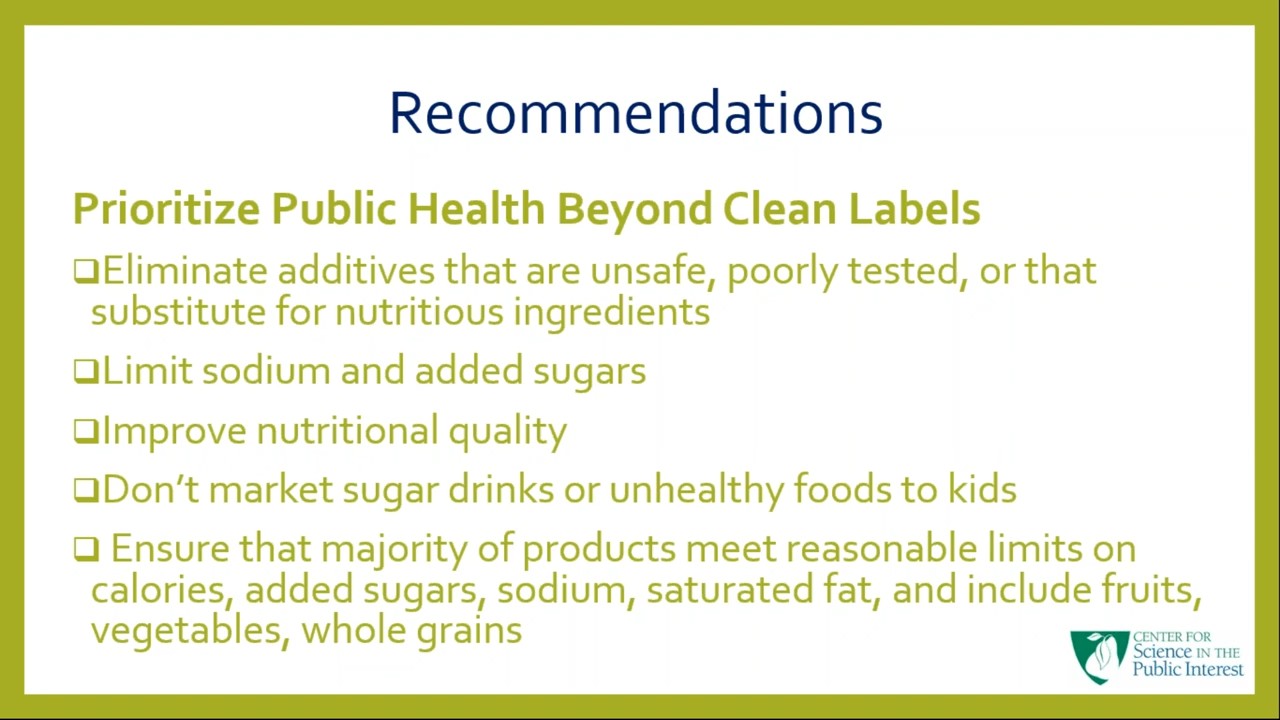 Recommendations
Prioritize Public Health Beyond Clean Labels
❑Eliminate additives that are unsafe, poorly tested, or that
substitute for nutritious ingredients
❑Limit sodium and added sugars
❑Improve nutritional quality
❑Don’t market sugar drinks or unhealthy foods to kids
❑ Ensure that majority of products meet reasonable limits on
calories, added sugars, sodium, saturated fat, and include fruits,
vegetables, whole grains
CENTER FOR
Science IN THE
Public Interest